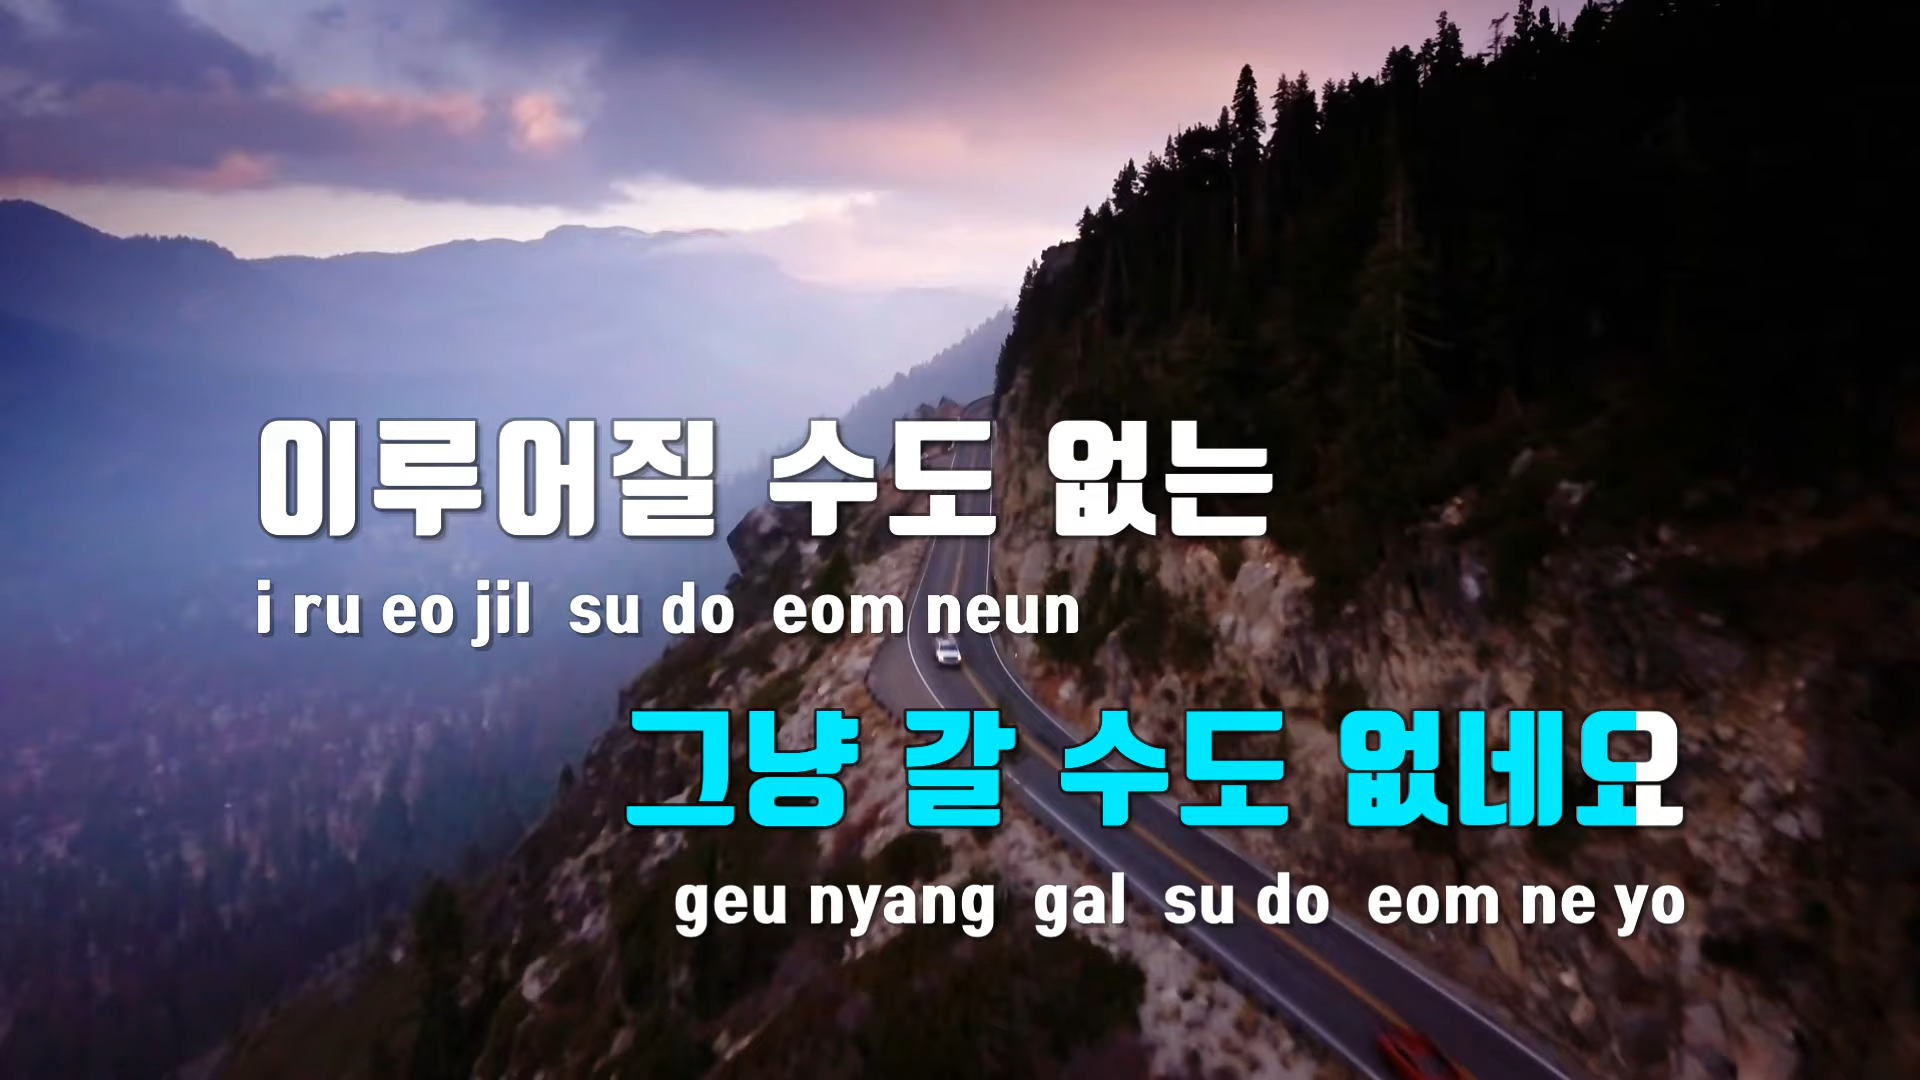 이루어질 수도 없는
i ru eo jil su do eom neun
그냥 갈 수도 없네요
geu nyang gal su do eom ne yo